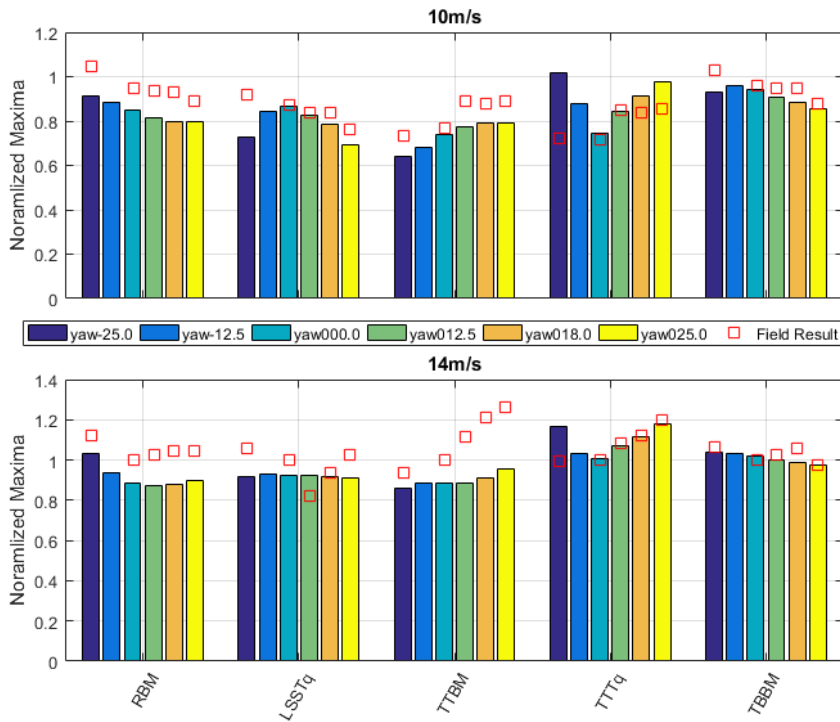 10m/s
1.2
1
0.8
0.6
0.4
0.2
0
Noramlized Maxima
yaw-25.0 yaw-12.5 yaw000.0 yaw012.5 yaw018.0 yaw025.0 Field Result
14m/s
1.4
1.2
1
0.8
0.6
0.4
0.2
0
Noramlized Maxima
RBM LSSTq TTBM TTTq TBBM